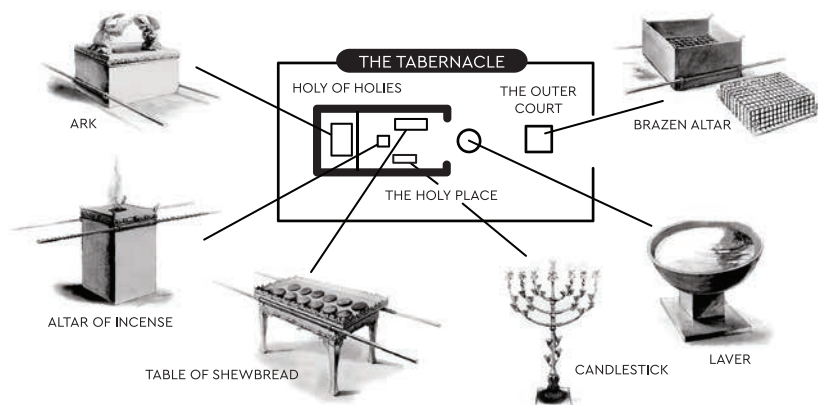 THE TABERNACLE
HOLY OF HOLIES
THE OUTER
COURT
ARK
BRAZEN ALTAR
THE HOLY PLACE
ALTAR OF INCENSE
TABLE OF SHEWBREAD
CANDLESTICK
LAVER